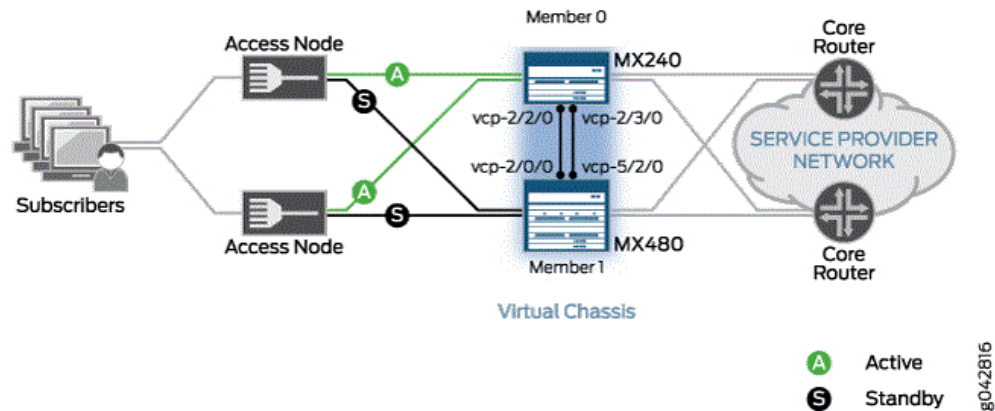 Member 0
Access Node
Core
Router
A
MX240
S
vcp-2/2/0
vcp-2/3/0
SERVICE PROVIDER
NETWORK
vcp-2/0/0
vcp-5/2/0
A
Subscribers
S
Access Node
MX480
Member 1
Core
Router
Virtual Chassis
A Active
S Standby
g042816